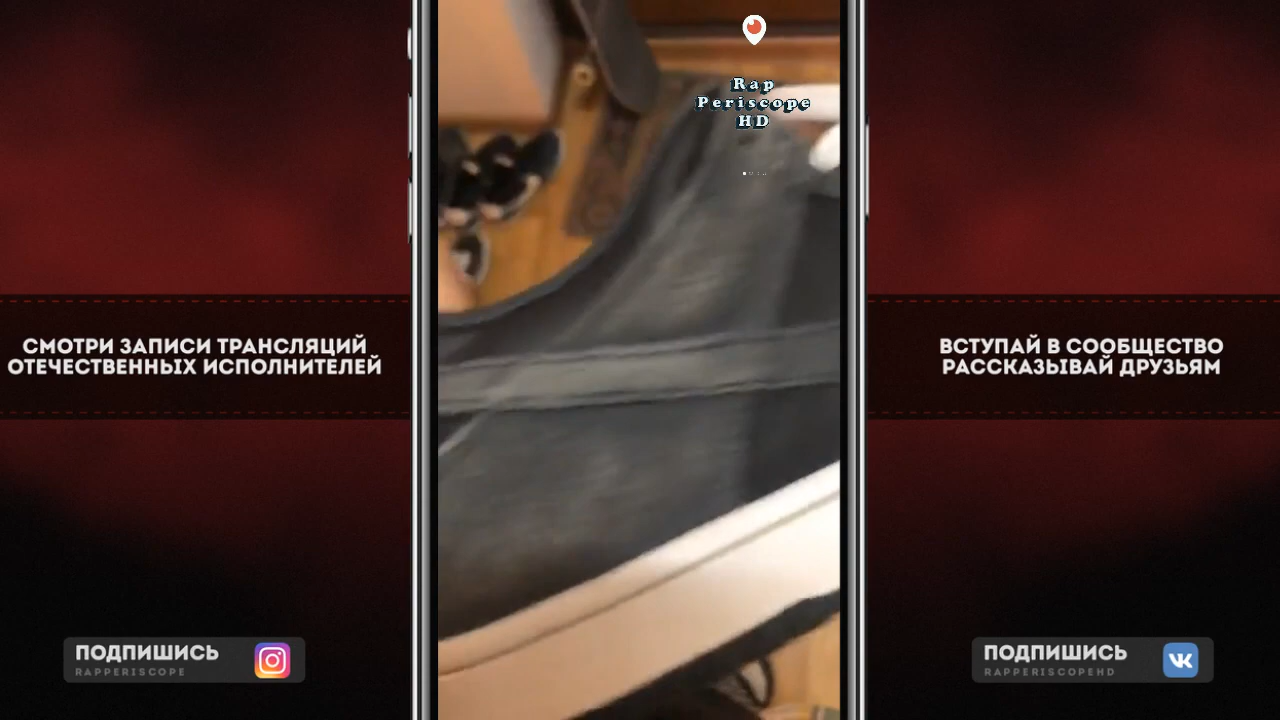 Rap
Periscope
HD
СМОТРИ ЗАПИСИ ТРАНСЛЯЦИЙ
ОТЕЧЕСТВЕННЫХ ИСПОЛНИТЕЛЕЙ
ВСТУПАЙ В СООБЩЕСТВО
РАССКАЗЫВАЙ ДРУЗЬЯМ
ПОДПИШИСЬ
RAPPERISCOPE
ПОДПИШИСЬ
RAPPERISCOPEHD